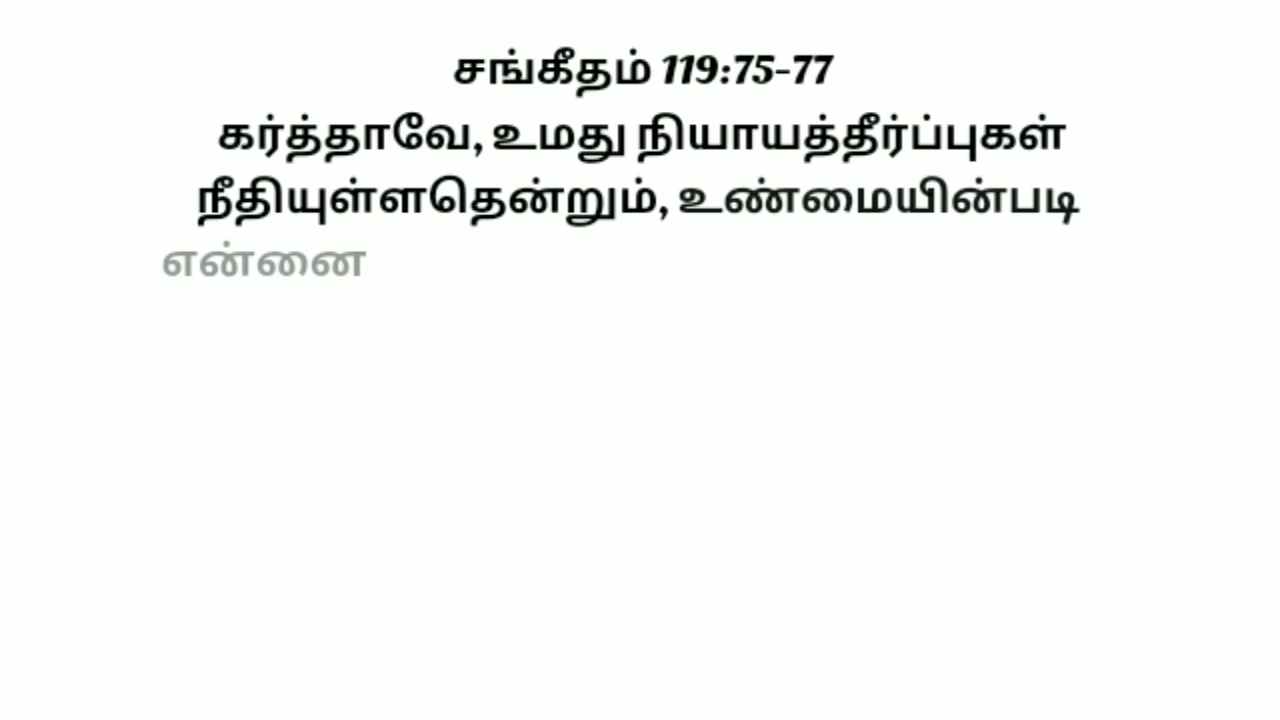 சங்கீதம் 119:75-77
கர்த்தாவே, உமது நியாயத்தீர்ப்புகள்
நீதியுள்ளதென்றும், உண்மையின்படி
என்னை